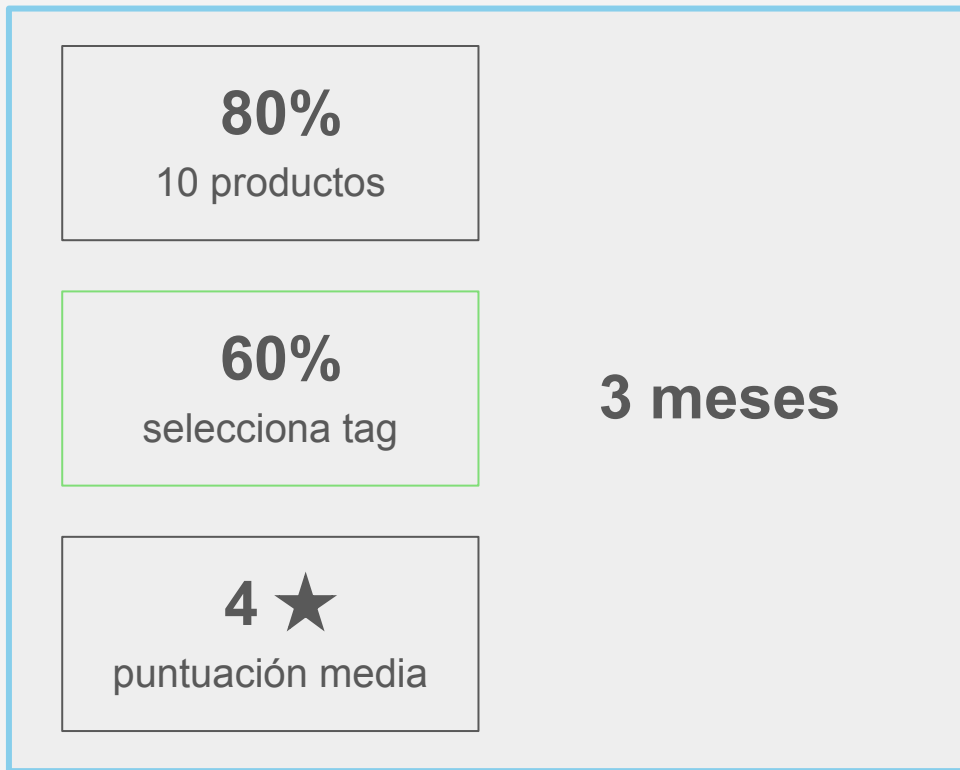 80%
10 productos
60%
selecciona tag
3 meses
4 ★
puntuación media